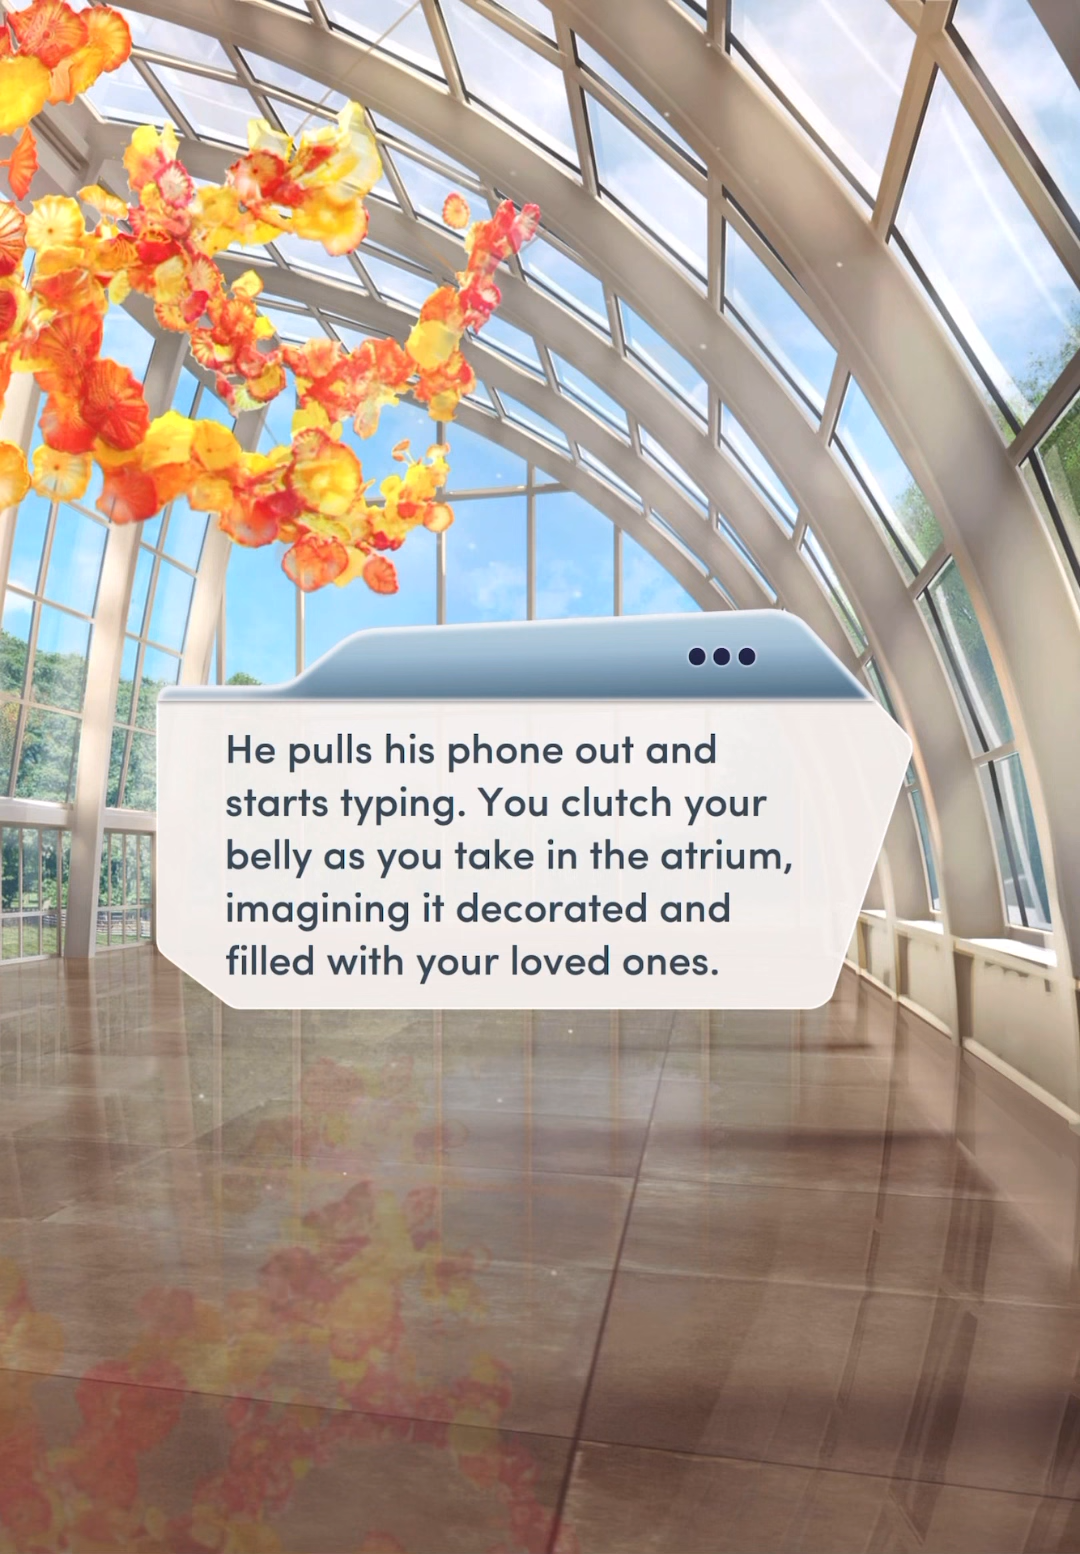 He pulls his phone out and
starts typing. You clutch your
belly as you take in the atrium,
imagining it decorated and
filled with your loved ones.